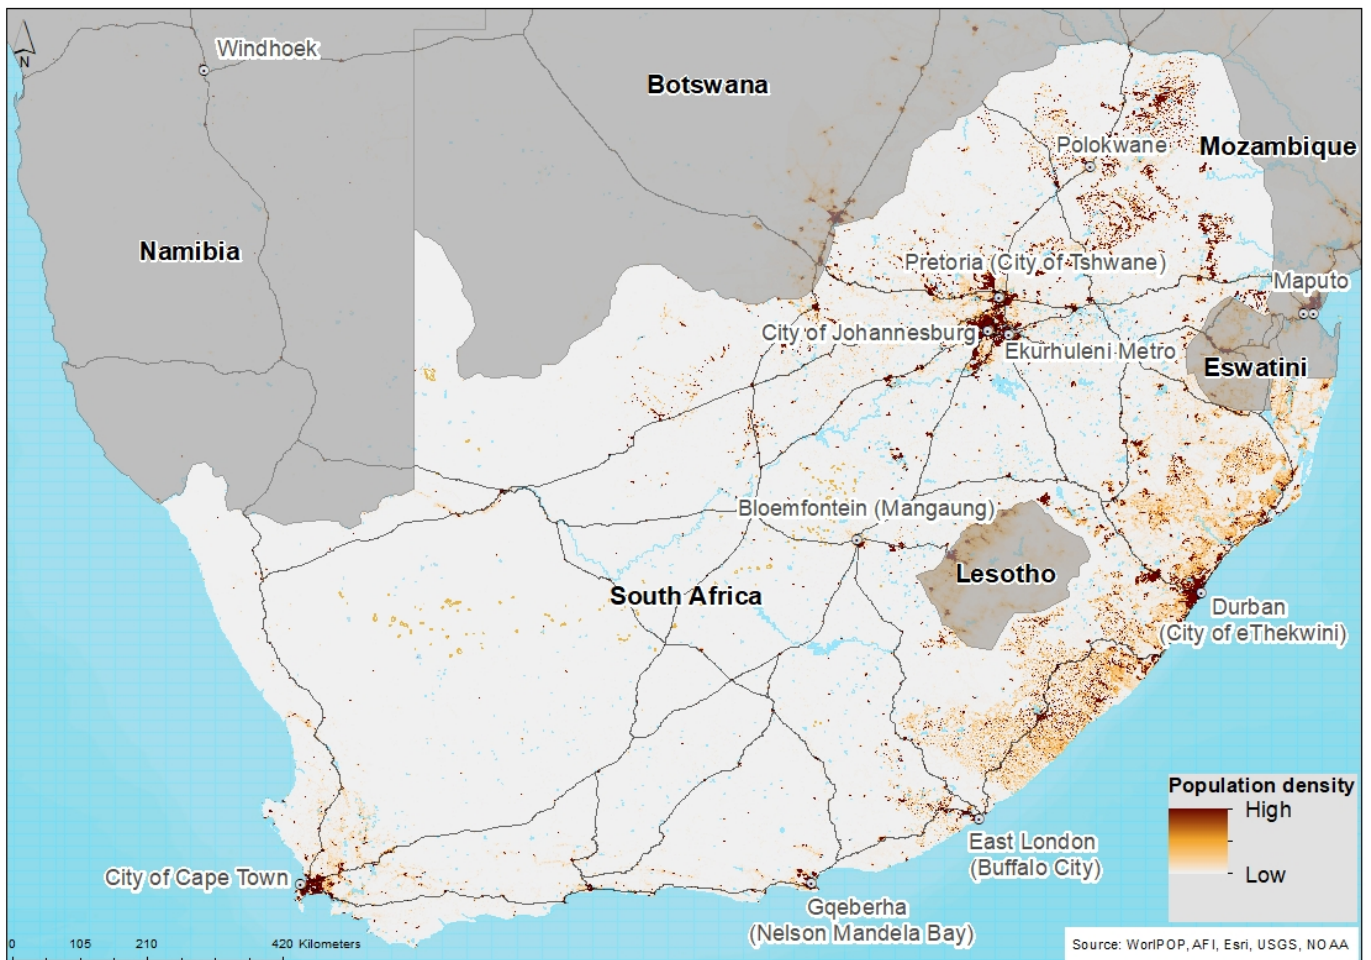 N
Windhoek
Botswana
Polokwane
Mozambique
Namibia
Pretoria (City of Tshwane)
Maputo
City of Johannesburg
Ekurhuleni Metro
Eswatini
Bloemfontein (Mangaung)
Lesotho
South Africa
Durban
(City of eThekwini)
Population density
High
Low
East London
(Buffalo City)
City of Cape Town
Gqeberha
(Nelson Mandela Bay)
0 105 210 420 Kilometers
Source: WorlPOP, AFI, Esri, USGS, NOAA